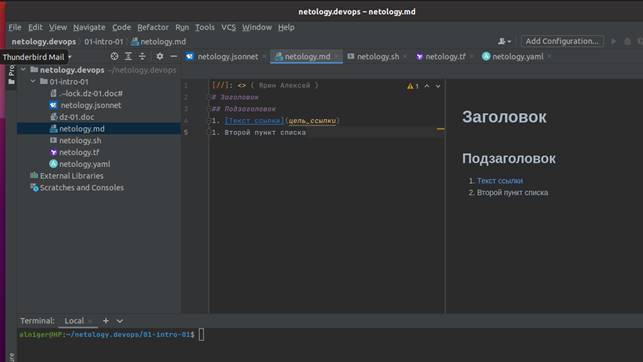 netology.devops – netology.md
File Edit View Navigate Code Refactor Run Tools VCS Window Help
netology.devops 01-intro-01 netology.md
Add Configuration...
Thunderbird Mail
netology.jsonnet netology.md netology.sh netology.tf netology.yaml
netology.devops ~/netology.devops
01-intro-01
.~lock.dz-01.doc#
netology.jsonnet
dz-01.doc
netology.md
netology.sh
netology.tf
netology.yaml
External Libraries
Scratches and Consoles
1 [//]: <> ( Ярин Алексей )
2 # Заголовок
3 ## Подзаголовок
4 1. [Текст ссылки](цель_ссылки)
5 1. Второй пункт списка
1
Заголовок
Подзаголовок
1. Текст ссылки
2. Второй пункт списка
Terminal: Local
alniger@HP:~/netology.devops/01-intro-01$